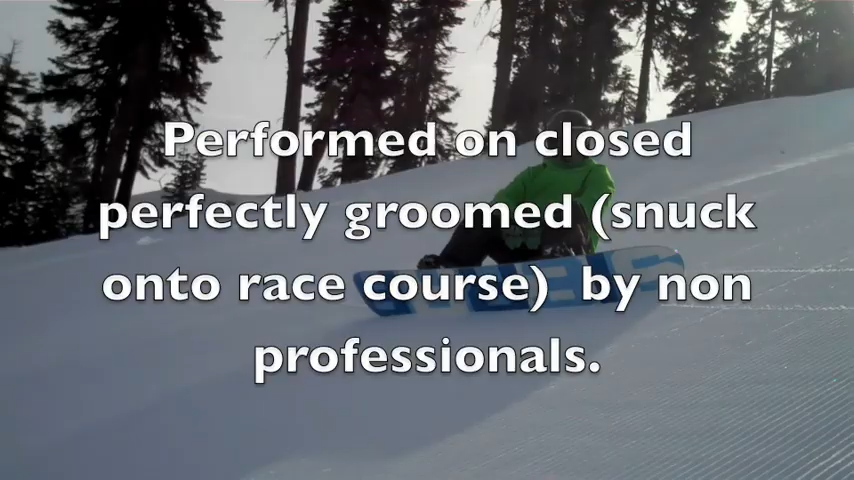 Performed on closed
perfectly groomed (snuck
onto race course)  by non
professionals.